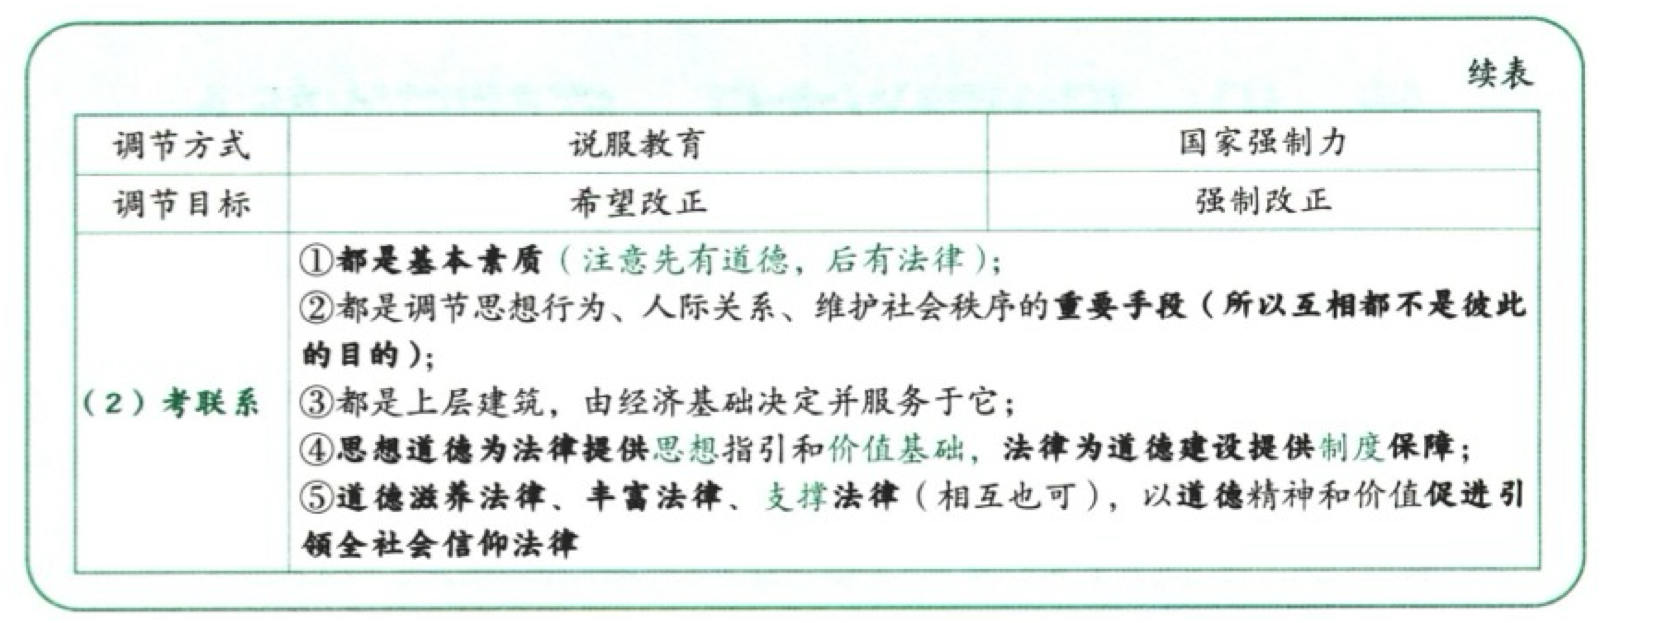 续表
调节方式 说服教育 国家强制力
调节目标 希望改正 强制改正
(2)考联系
①都是基本素质(注意先有道德，后有法律);
②都是调节思想行为、人际关系、维护社会秩序的重要手段(所以互相都不是彼此
的目的);
③都是上层建筑，由经济基础决定并服务于它;
④思想道德为法律提供思想指引和价值基础，法律为道德建设提供制度保障;
⑤道德滋养法律、丰富法律、支撑法律(相互也可)，以道德精神和价值促进引
领全社会信仰法律